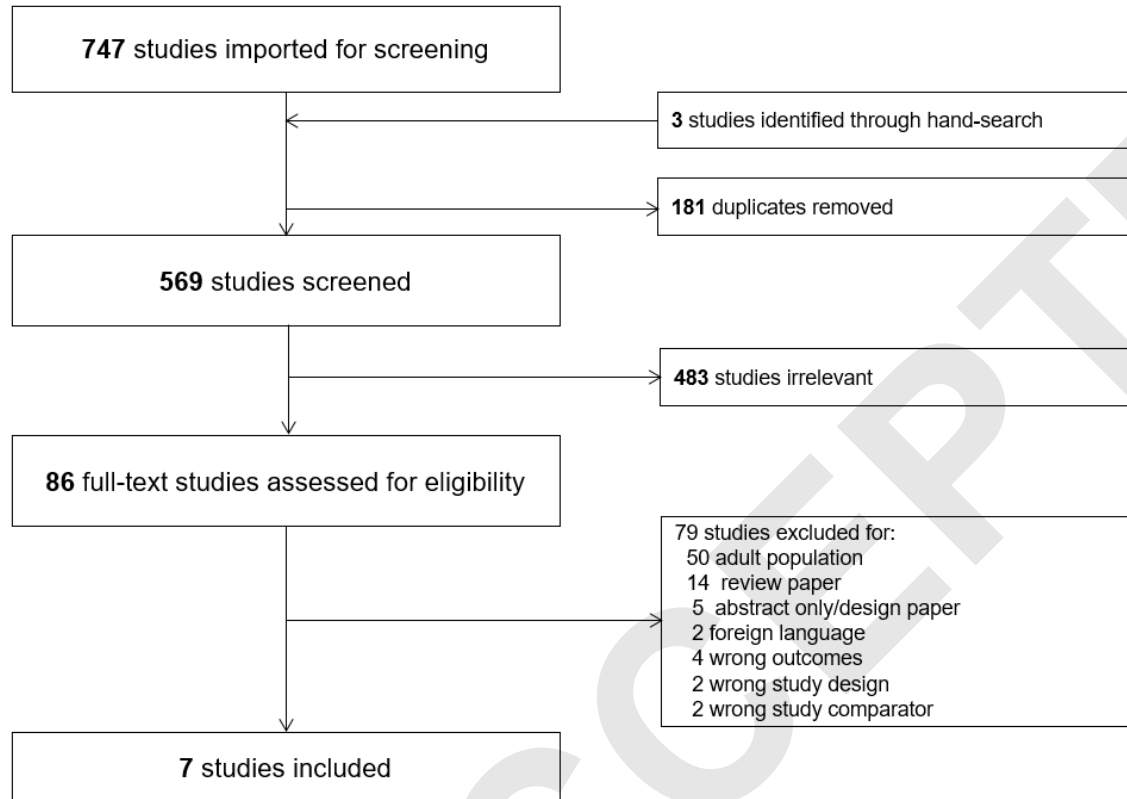 747 studies imported for screening
3 studies identified through hand-search
181 duplicates removed
569 studies screened
483 studies irrelevant
86 full-text studies assessed for eligibility
79 studies excluded for:
50 adult population
14 review paper
5 abstract only/design paper
2 foreign language
4 wrong outcomes
2 wrong study design
2 wrong study comparator
7 studies included